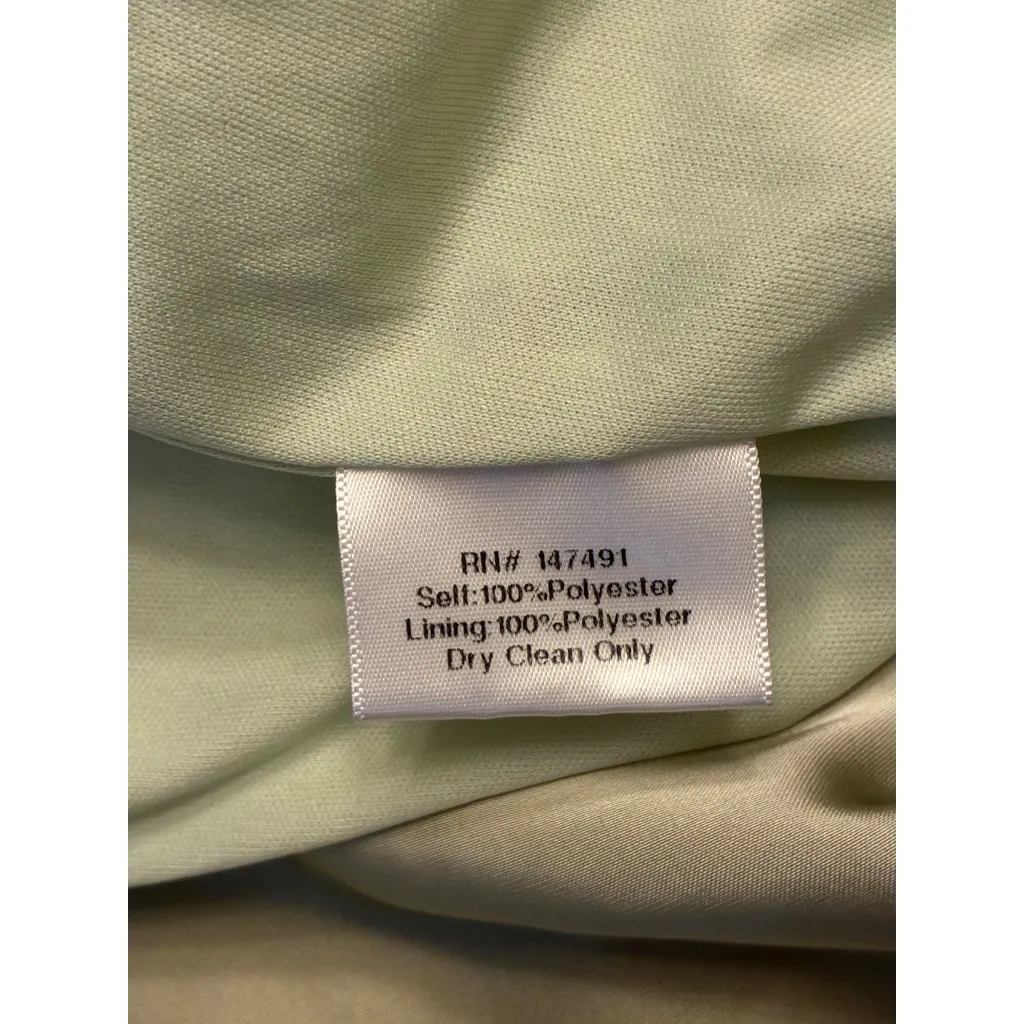 RN# 147491
Self:100%Polyester
Lining:100%Polyester
Dry Clean Only